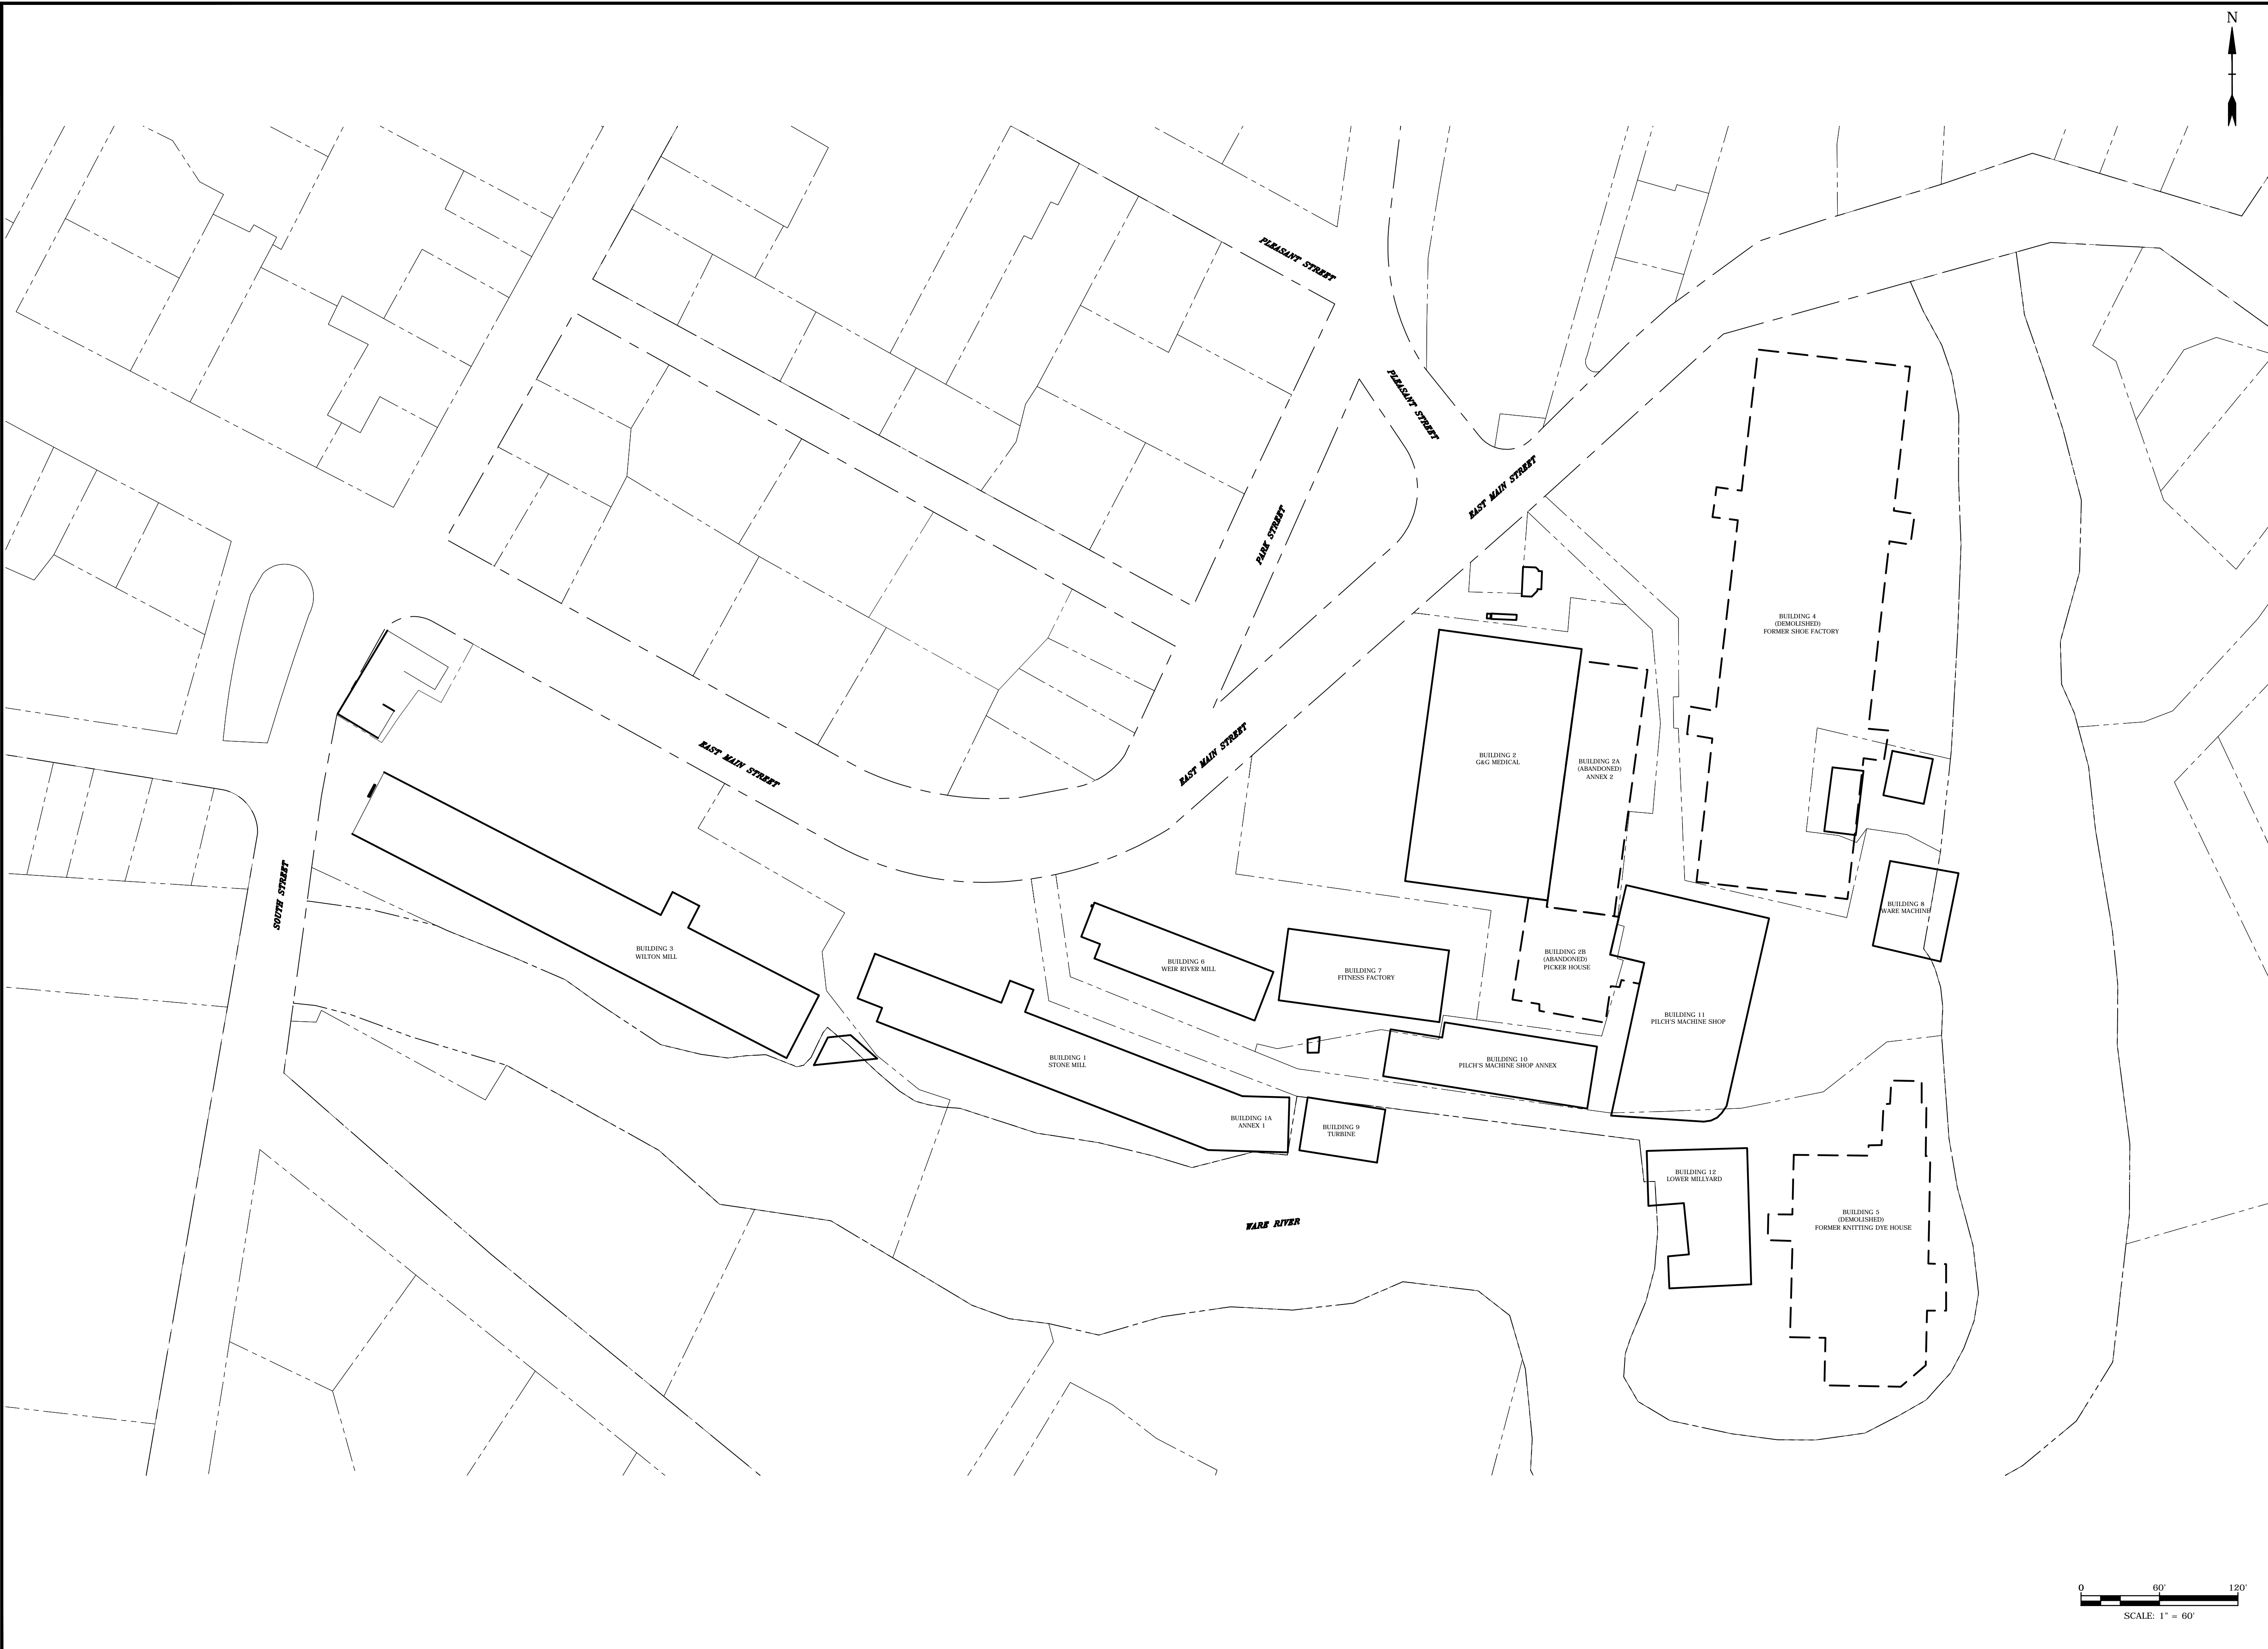 N
PLEASANT STREET
PLEASANT STREET
EAST MAIN STREET
PARK STREET
BUILDING 4
(DEMOLISHED)
FORMER SHOE FACTORY
EAST MAIN STREET
EAST MAIN STREET
BUILDING 2
G&G MEDICAL
BUILDING 2A
(ABANDONED)
ANNEX 2
SOUTH STREET
BUILDING 8
WARE MACHINE
BUILDING 3
WILTON MILL
BUILDING 6
WEIR RIVER MILL
BUILDING 7
FITNESS FACTORY
BUILDING 2B
(ABANDONED)
PICKER HOUSE
BUILDING 11
PILCH'S MACHINE SHOP
BUILDING 1
STONE MILL
BUILDING 10
PILCH'S MACHINE SHOP ANNEX
BUILDING 1A
ANNEX 1
BUILDING 9
TURBINE
BUILDING 12
LOWER MILLYARD
BUILDING 5
(DEMOLISHED)
FORMER KNITTING DYE HOUSE
WARE RIVER
0 60' 120'
SCALE: 1" = 60'